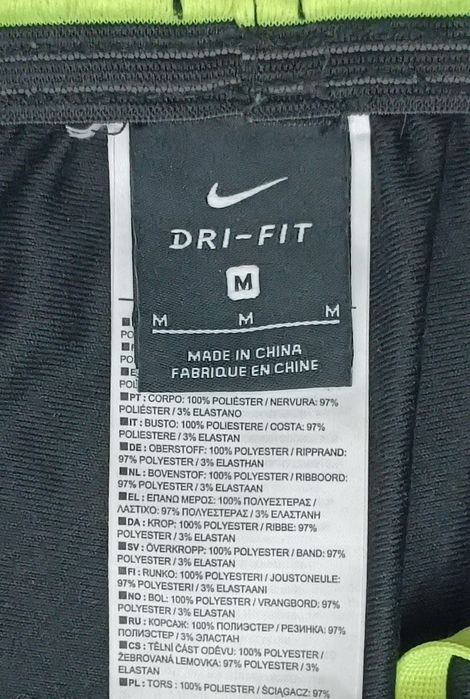 DRI-FIT
M
M M M
MADE IN CHINA
FABRIQUE EN CHINE
PO
PO
POL
■PT : CORPO: 100% POLIÉSTER / NERVURA: 97%
POLIÉSTER / 3% ELASTANO
■IT : BUSTO: 100% POLIESTERE / COSTA: 97%
POLIESTERE / 3% ELASTAN
■DE : OBERSTOFF: 100% POLYESTER / RIPPRAND:
97% POLYESTER / 3% ELASTHAN
■NL : BOVENSTOF: 100% POLYESTER / RIBBOORD:
97% POLYESTER / 3% ELASTAAN
■EL : ΕΠΑΝΩ ΜΕΡΟΣ: 100% ΠΟΛΥΕΣΤΕΡΑΣ /
ΛΑΣΤΙΧΟ: 97% ΠΟΛΥΕΣΤΕΡΑΣ / 3% ΕΛΑΣΤΑΝΗ
■DA : KROP: 100% POLYESTER / RIBBE: 97%
POLYESTER / 3% ELASTAN
■SV : ÖVERKROPP: 100% POLYESTER / BAND: 97%
POLYESTER / 3% ELASTAN
■FI : RUNKO: 100% POLYESTERI / JOUSTONEULE:
97% POLYESTERI / 3% ELASTAANI
■NO : BOL: 100% POLYESTER / VRANGBORD: 97%
POLYESTER / 3% ELASTAN
■RU : КОРСАЖ: 100% ПОЛИЭСТЕР / РЕЗИНКА: 97%
ПОЛИЭСТЕР / 3% ЭЛАСТАН
■CS : TĚLNÍ ČÁST ODĚVU: 100% POLYESTER /
ŽEBROVANÁ LEMOVKA: 97% POLYESTER / 3%
ELASTAN
■PL : TORS : 100% POLIESTER / ŚCIĄGACZ: 97%